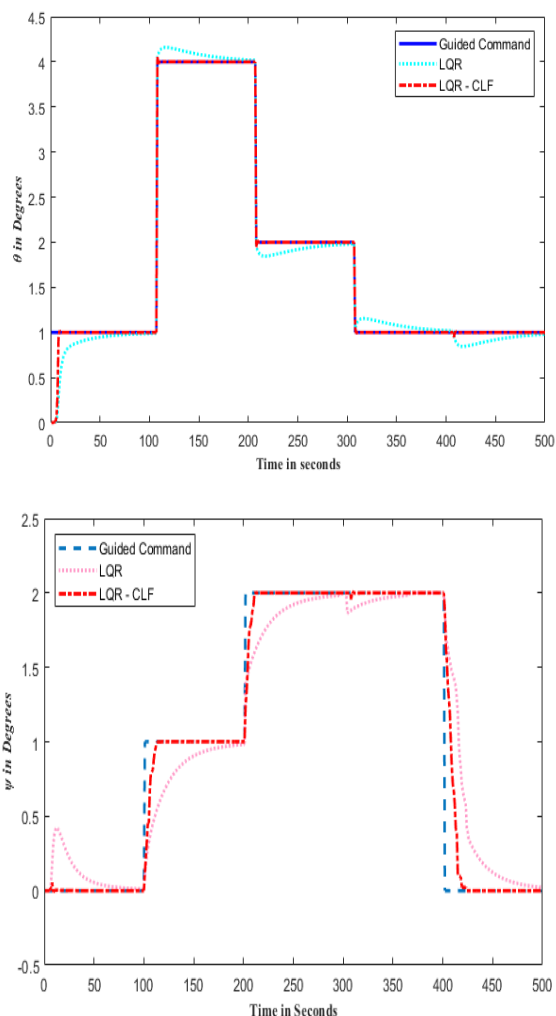 4.5
4
3.5
3
2.5
2
1.5
1
0.5
0
θ in Degrees
Guided Command
LQR
LQR - CLF
0 50 100 150 200 250 300 350 400 450 500
Time in seconds
2.5
2
1.5
1
0.5
0
-0.5
ψ in Degrees
Guided Command
LQR
LQR - CLF
0 50 100 150 200 250 300 350 400 450 500
Time in Seconds